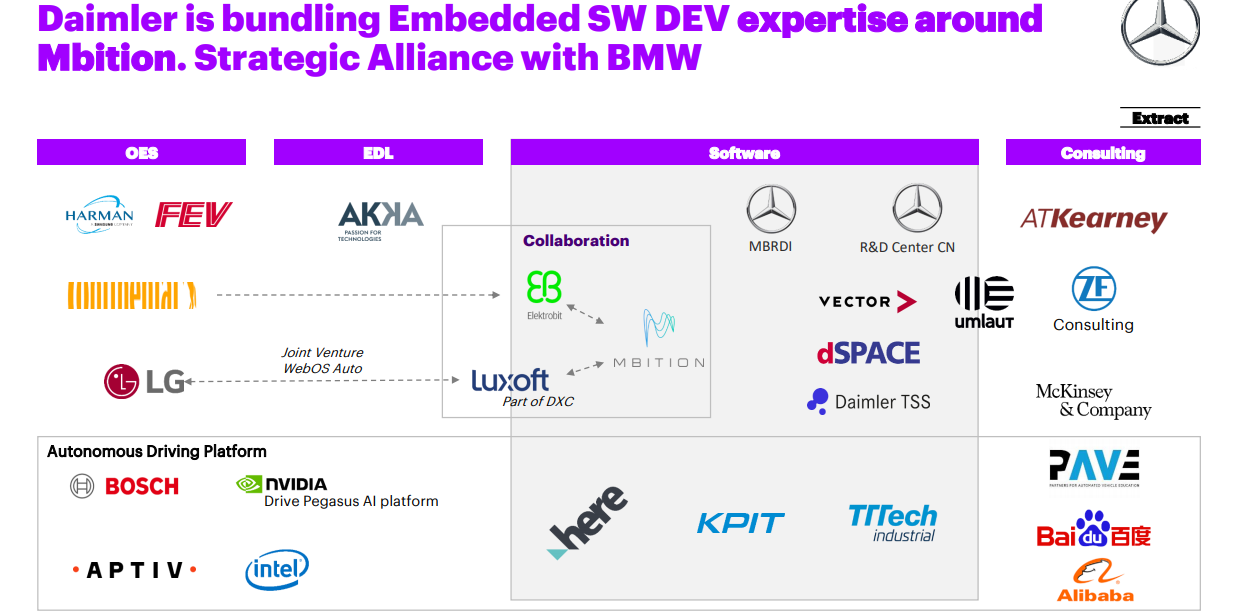 Daimler is bundling Embedded SW DEV expertise around
Mbition. Strategic Alliance with BMW
Extract
OES
EDL
Software
Consulting
HARMAN
A SAMSUNG COMPANY
FEV
AKKA
PASSION FOR
TECHNOLOGIES
MBRDI
R&D Center CN
ATKearney
Collaboration
EB
Elektrobit
VECTOR
umlaut
ZF
Consulting
MBITION
Joint Venture
WebOS Auto
LG
Luxoft
Part of DXC
dSPACE
Daimler TSS
McKinsey
& Company
Autonomous Driving Platform
BOSCH
NVIDIA
Drive Pegasus AI platform
APTIV
intel
here
KPIT
TTTech
industrial
PAVE
PARTNERS FOR AUTOMATED VEHICLE EDUCATION
Baidu百度
Alibaba